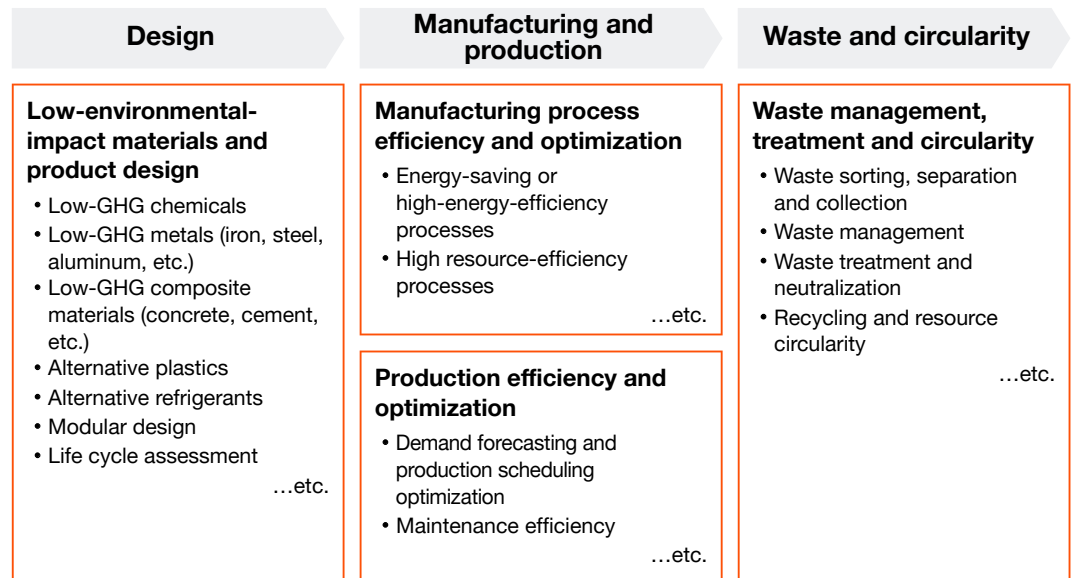 Design
Manufacturing and
production
Waste and circularity
Low-environmental-
impact materials and
product design
• Low-GHG chemicals
• Low-GHG metals (iron, steel,
aluminum, etc.)
• Low-GHG composite
materials (concrete, cement,
etc.)
• Alternative plastics
• Alternative refrigerants
• Modular design
• Life cycle assessment
...etc.
Manufacturing process
efficiency and optimization
• Energy-saving or
high-energy-efficiency
processes
• High resource-efficiency
processes
...etc.
Production efficiency and
optimization
• Demand forecasting and
production scheduling
optimization
• Maintenance efficiency
...etc.
Waste management,
treatment and circularity
• Waste sorting, separation
and collection
• Waste management
• Waste treatment and
neutralization
• Recycling and resource
circularity
...etc.